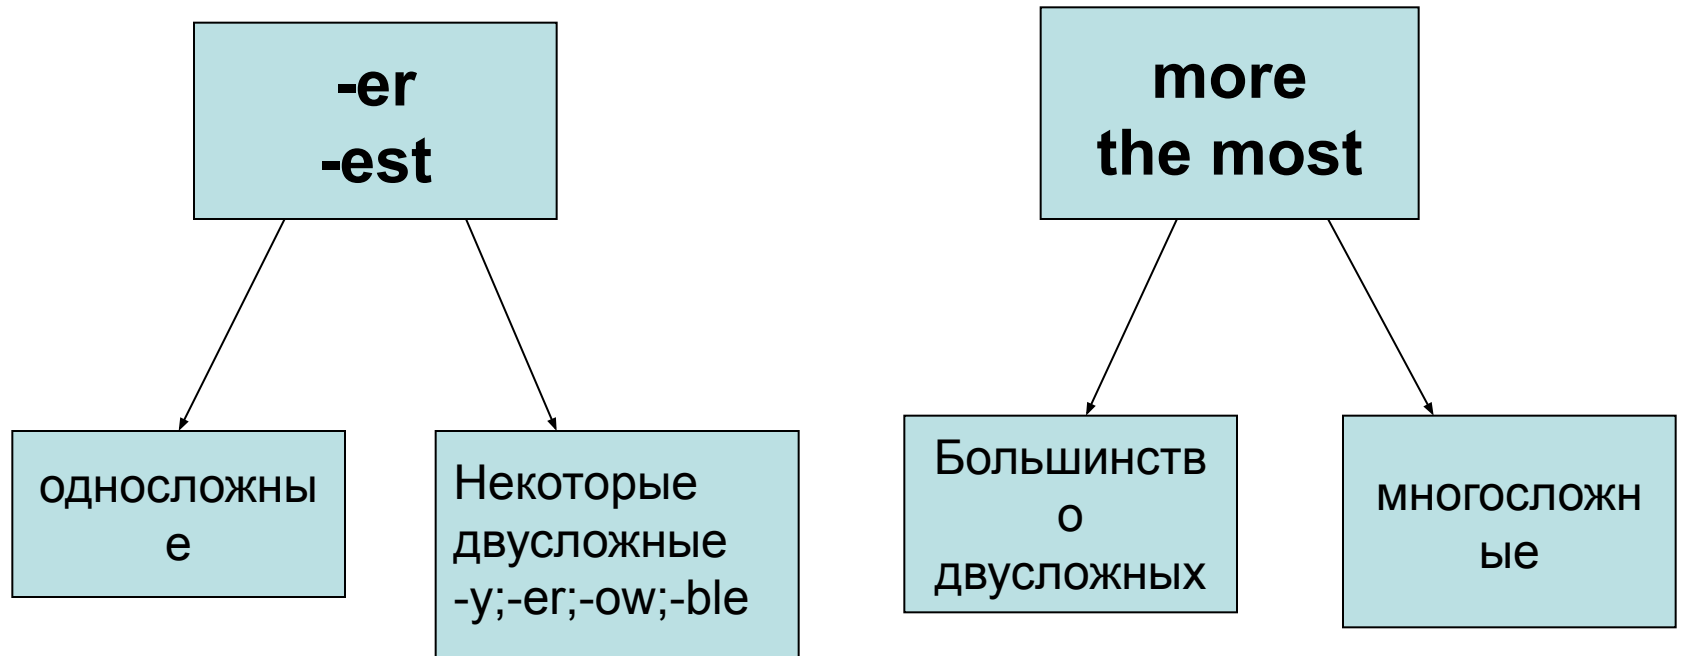 -er
-est
more
the most
односложны
е
Некоторые
двусложные
-y;-er;-ow;-ble
Большинств
о
двусложных
многосложн
ые